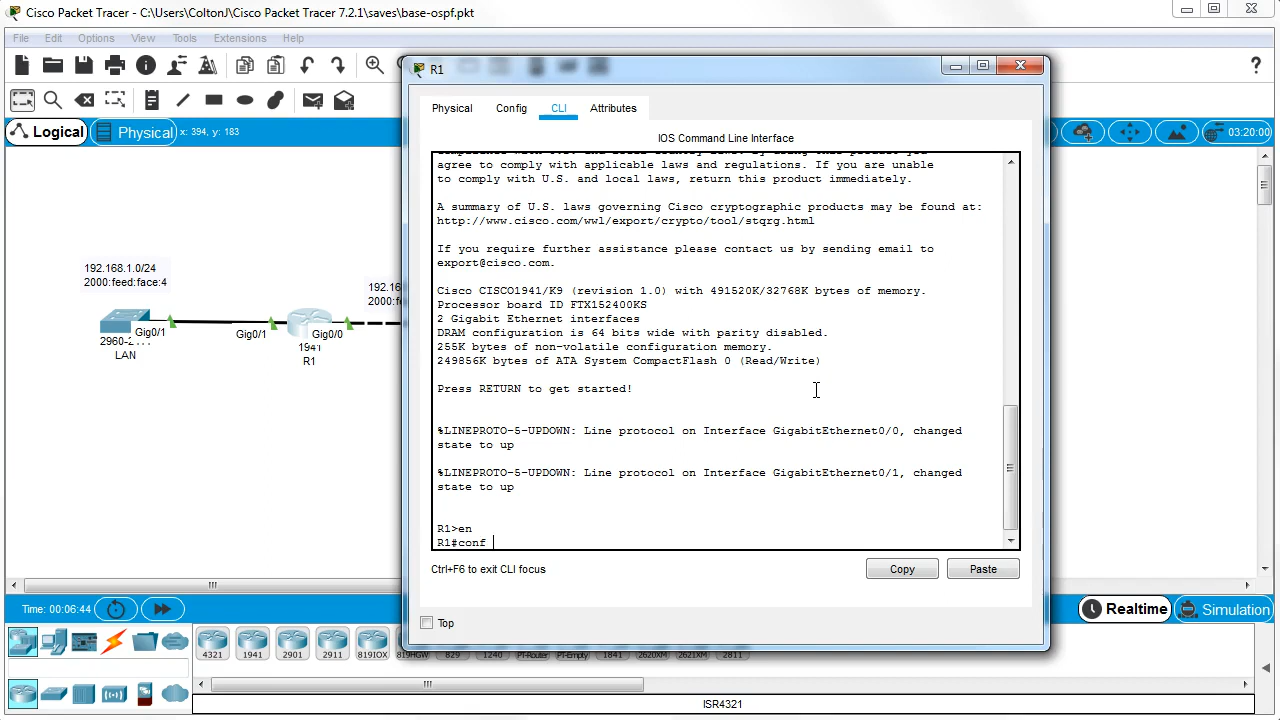 Cisco Packet Tracer - C:\Users\ColtonJ\Cisco Packet Tracer 7.2.1\saves\base-ospf.pkt
File Edit Options View Tools Extensions Help
Logical
Physical
x: 394, y: 183
03:20:00
192.168.1.0/24
2000:feed:face:4
192.16
2000:fe
Gig0/1
LAN
Gig0/1
Gig0/0
1941
R1
R1
Physical
Config
CLI
Attributes
IOS Command Line Interface
agree to comply with applicable laws and regulations. If you are unable
to comply with U.S. and local laws, return this product immediately.
A summary of U.S. laws governing Cisco cryptographic products may be found at:
http://www.cisco.com/wwl/export/crypto/tool/stqrg.html
If you require further assistance please contact us by sending email to
export@cisco.com.
Cisco CISCO1941/K9 (revision 1.0) with 491520K/32768K bytes of memory.
Processor board ID FTX152400KS
2 Gigabit Ethernet interfaces
DRAM configuration is 64 bits wide with parity disabled.
255K bytes of non-volatile configuration memory.
249856K bytes of ATA System CompactFlash 0 (Read/Write)
Press RETURN to get started!
%LINEPROTO-5-UPDOWN: Line protocol on Interface GigabitEthernet0/0, changed
state to up
%LINEPROTO-5-UPDOWN: Line protocol on Interface GigabitEthernet0/1, changed
state to up
R1>en
R1#conf
Ctrl+F6 to exit CLI focus
Copy
Paste
Top
Time: 00:06:44
Realtime
Simulation
4321 1941 2901 2911 819IOX 819HGW 829 1240 PT-Router PT-Empty 1841 2620XM 2621XM 2811
ISR4321